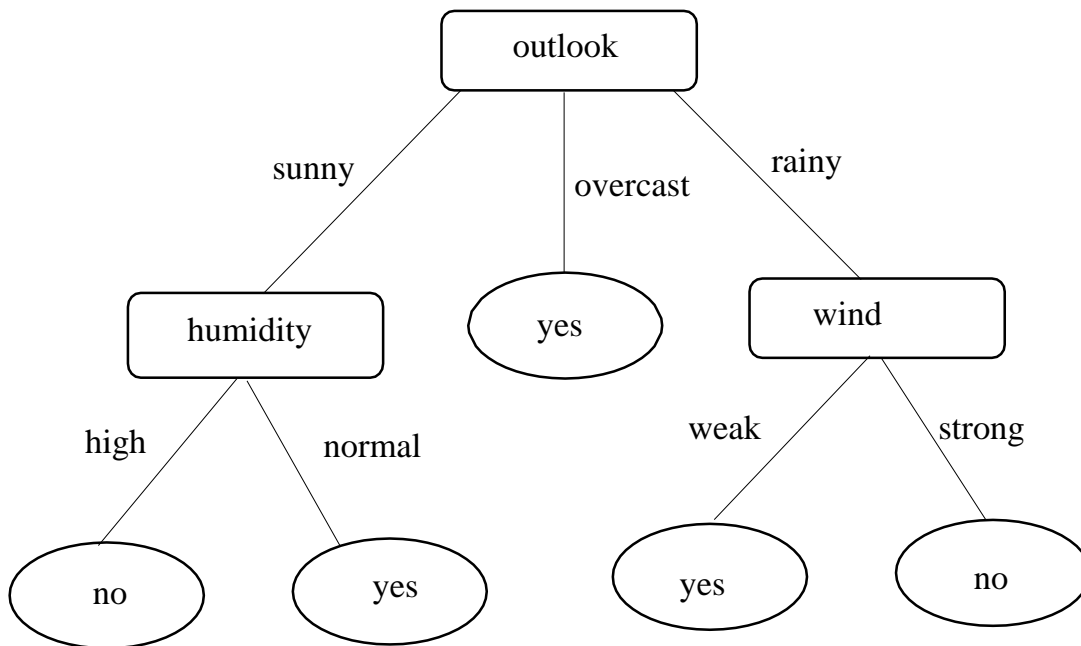 outlook
sunny
overcast
rainy
humidity
yes
wind
high
normal
weak
strong
no
yes
yes
no